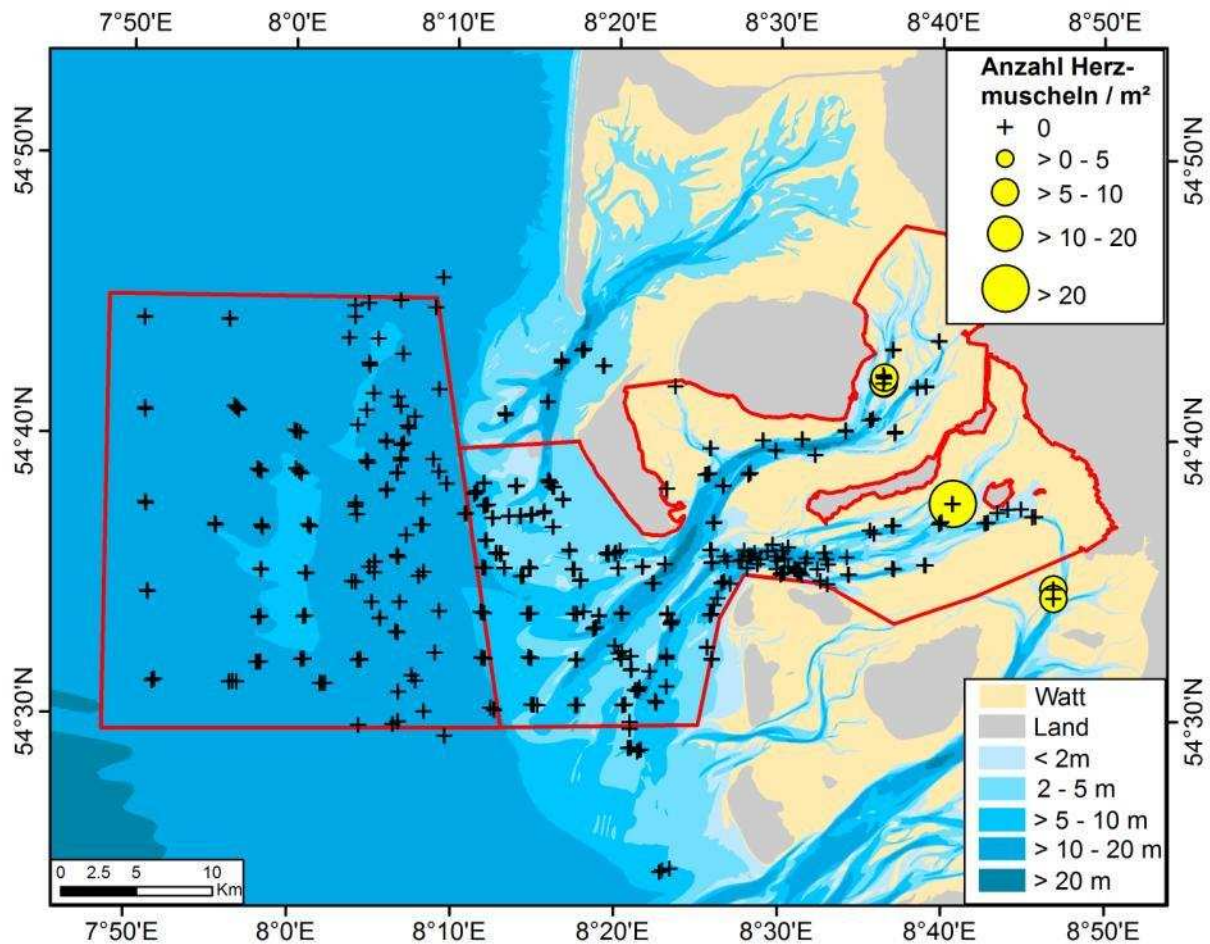 7°50'E 8°0'E 8°10'E 8°20'E 8°30'E 8°40'E 8°50'E
Anzahl Herz-
muscheln / m²
0
> 0 - 5
> 5 - 10
> 10 - 20
> 20
54°50'N
54°50'N
54°40'N
54°40'N
54°30'N
54°30'N
Watt
Land
< 2m
2 - 5 m
> 5 - 10 m
> 10 - 20 m
> 20 m
0 2.5 5 10
Km
7°50'E 8°0'E 8°10'E 8°20'E 8°30'E 8°40'E 8°50'E